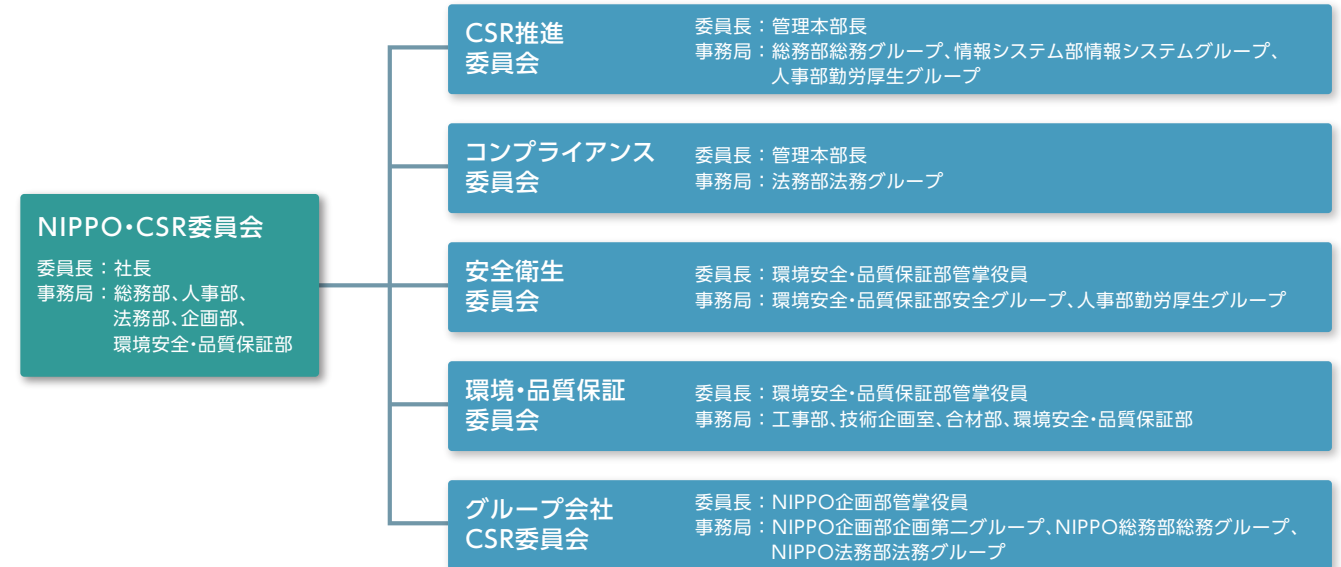 NIPPO・CSR委員会
委員長：社長
事務局：総務部、人事部、
法務部、企画部、
環境安全・品質保証部
CSR推進
委員会
委員長：管理本部長
事務局：総務部総務グループ、情報システム部情報システムグループ、
人事部勤労厚生グループ
コンプライアンス
委員会
委員長：管理本部長
事務局：法務部法務グループ
安全衛生
委員会
委員長：環境安全・品質保証部管掌役員
事務局：環境安全・品質保証部安全グループ、人事部勤労厚生グループ
環境・品質保証
委員会
委員長：環境安全・品質保証部管掌役員
事務局：工事部、技術企画室、合材部、環境安全・品質保証部
グループ会社
CSR委員会
委員長：NIPPO企画部管掌役員
事務局：NIPPO企画部企画第二グループ、NIPPO総務部総務グループ、
NIPPO法務部法務グループ